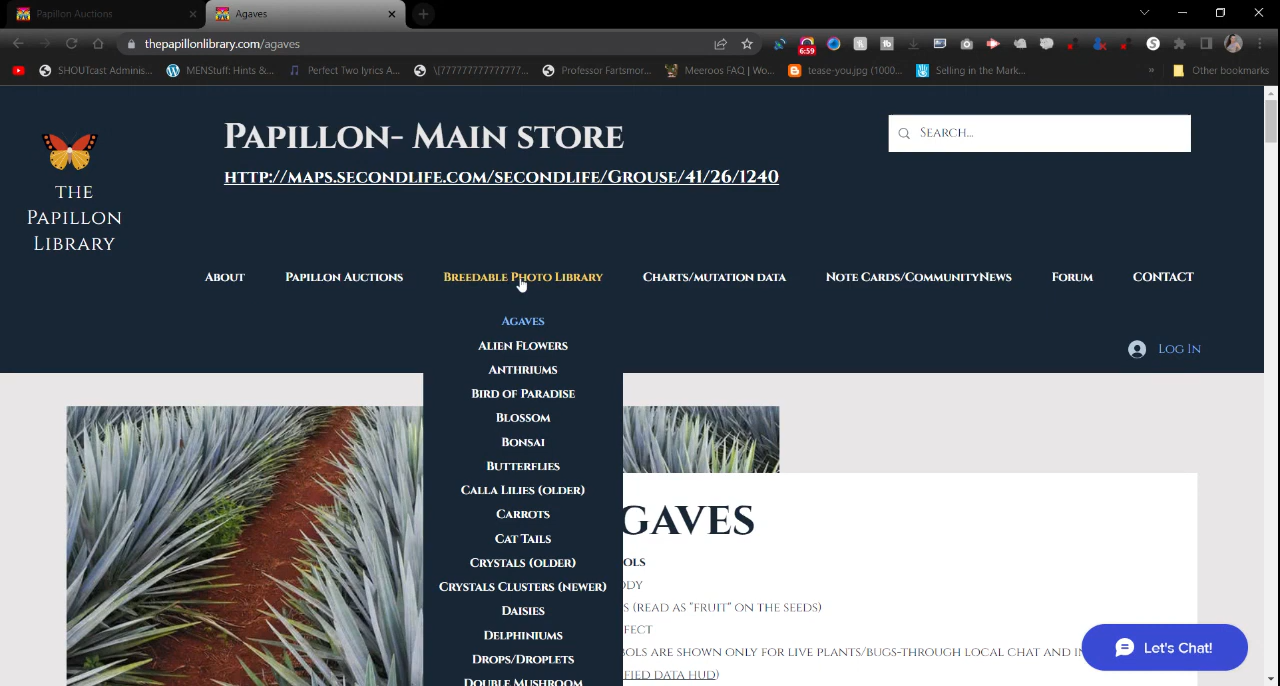 Papillon Auctions
Agaves
thepapillonlibrary.com/agaves
6:59
SHOUTcast Adminis...
MENStuff: Hints &...
Perfect Two lyrics A...
\[777777777777...
Professor Fartsmor...
Meeroos FAQ | Wo...
tease-you.jpg (1000...
Selling in the Mark...
»
Other bookmarks
THE
PAPILLON
LIBRARY
PAPILLON- MAIN STORE
HTTP://MAPS.SECONDLIFE.COM/SECONDLIFE/GROUSE/41/26/1240
SEARCH...
ABOUT
PAPILLON AUCTIONS
BREEDABLE PHOTO LIBRARY
CHARTS/MUTATION DATA
NOTE CARDS/COMMUNITYNEWS
FORUM
CONTACT
LOG IN
AGAVES
ALIEN FLOWERS
ANTHRIUMS
BIRD OF PARADISE
BLOSSOM
BONSAI
BUTTERFLIES
CALLA LILIES (OLDER)
CARROTS
CAT TAILS
CRYSTALS (OLDER)
CRYSTALS CLUSTERS (NEWER)
DAISIES
DELPHINIUMS
DROPS/DROPLETS
DOUBLE MUSHROOM
GAVES
OLS
ODY
S (READ AS "FRUIT" ON THE SEEDS)
FECT
BOLS ARE SHOWN ONLY FOR LIVE PLANTS/BUGS-THROUGH LOCAL CHAT AND IN
FIED DATA HUD)
Let's Chat!